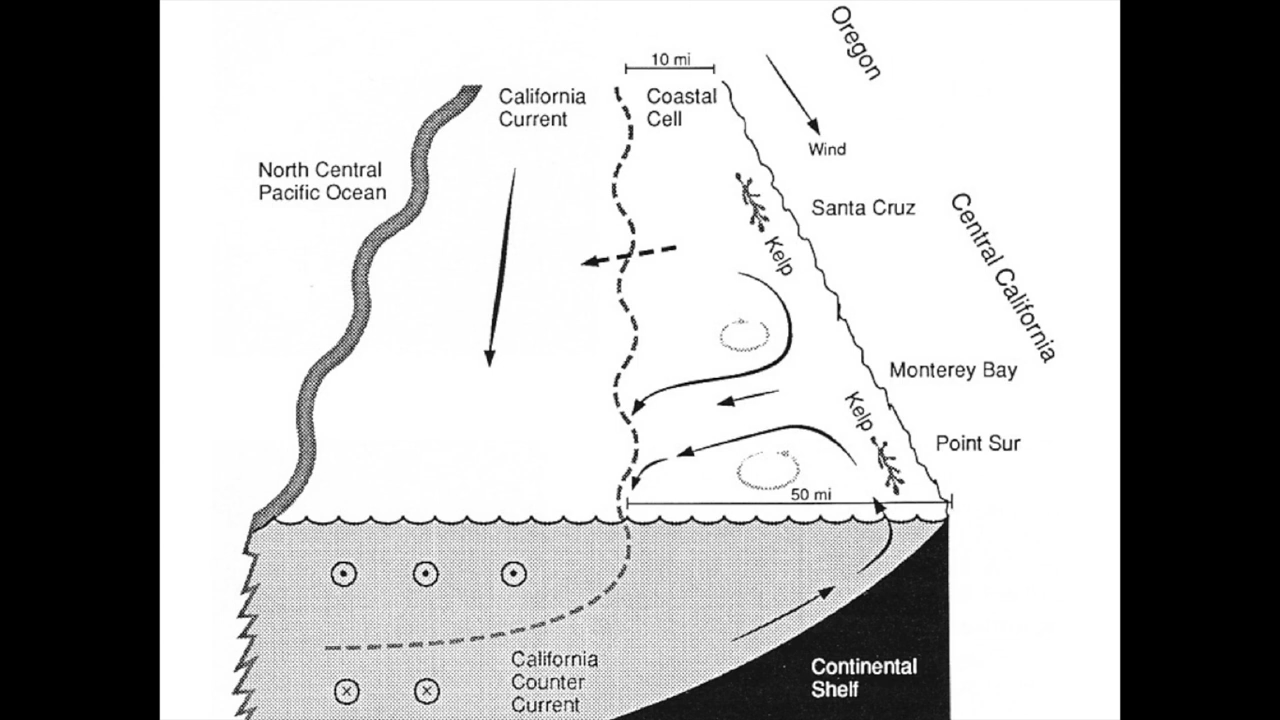 Oregon
10 mi
California
Current
Coastal
Cell
Wind
North Central
Pacific Ocean
Santa Cruz
Kelp
Central California
Monterey Bay
Kelp
Point Sur
50 mi
California
Counter
Current
Continental
Shelf